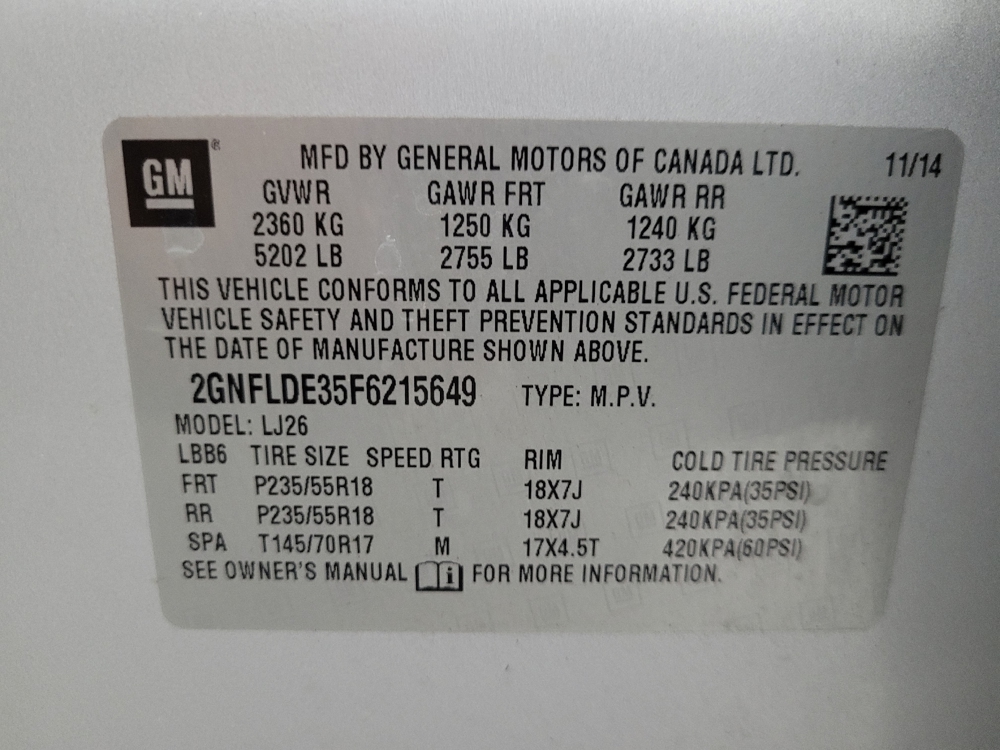 GM ®
MFD BY GENERAL MOTORS OF CANADA LTD. 11/14
GVWR GAWR FRT GAWR RR
2360 KG 1250 KG 1240 KG
5202 LB 2755 LB 2733 LB
THIS VEHICLE CONFORMS TO ALL APPLICABLE U.S. FEDERAL MOTOR
VEHICLE SAFETY AND THEFT PREVENTION STANDARDS IN EFFECT ON
THE DATE OF MANUFACTURE SHOWN ABOVE.
2GNFLDE35F6215649 TYPE: M.P.V.
MODEL: LJ26
LBB6 TIRE SIZE SPEED RTG RIM COLD TIRE PRESSURE
FRT P235/55R18 T 18X7J 240KPA(35PSI)
RR P235/55R18 T 18X7J 240KPA(35PSI)
SPA T145/70R17 M 17X4.5T 420KPA(60PSI)
SEE OWNER'S MANUAL i FOR MORE INFORMATION.